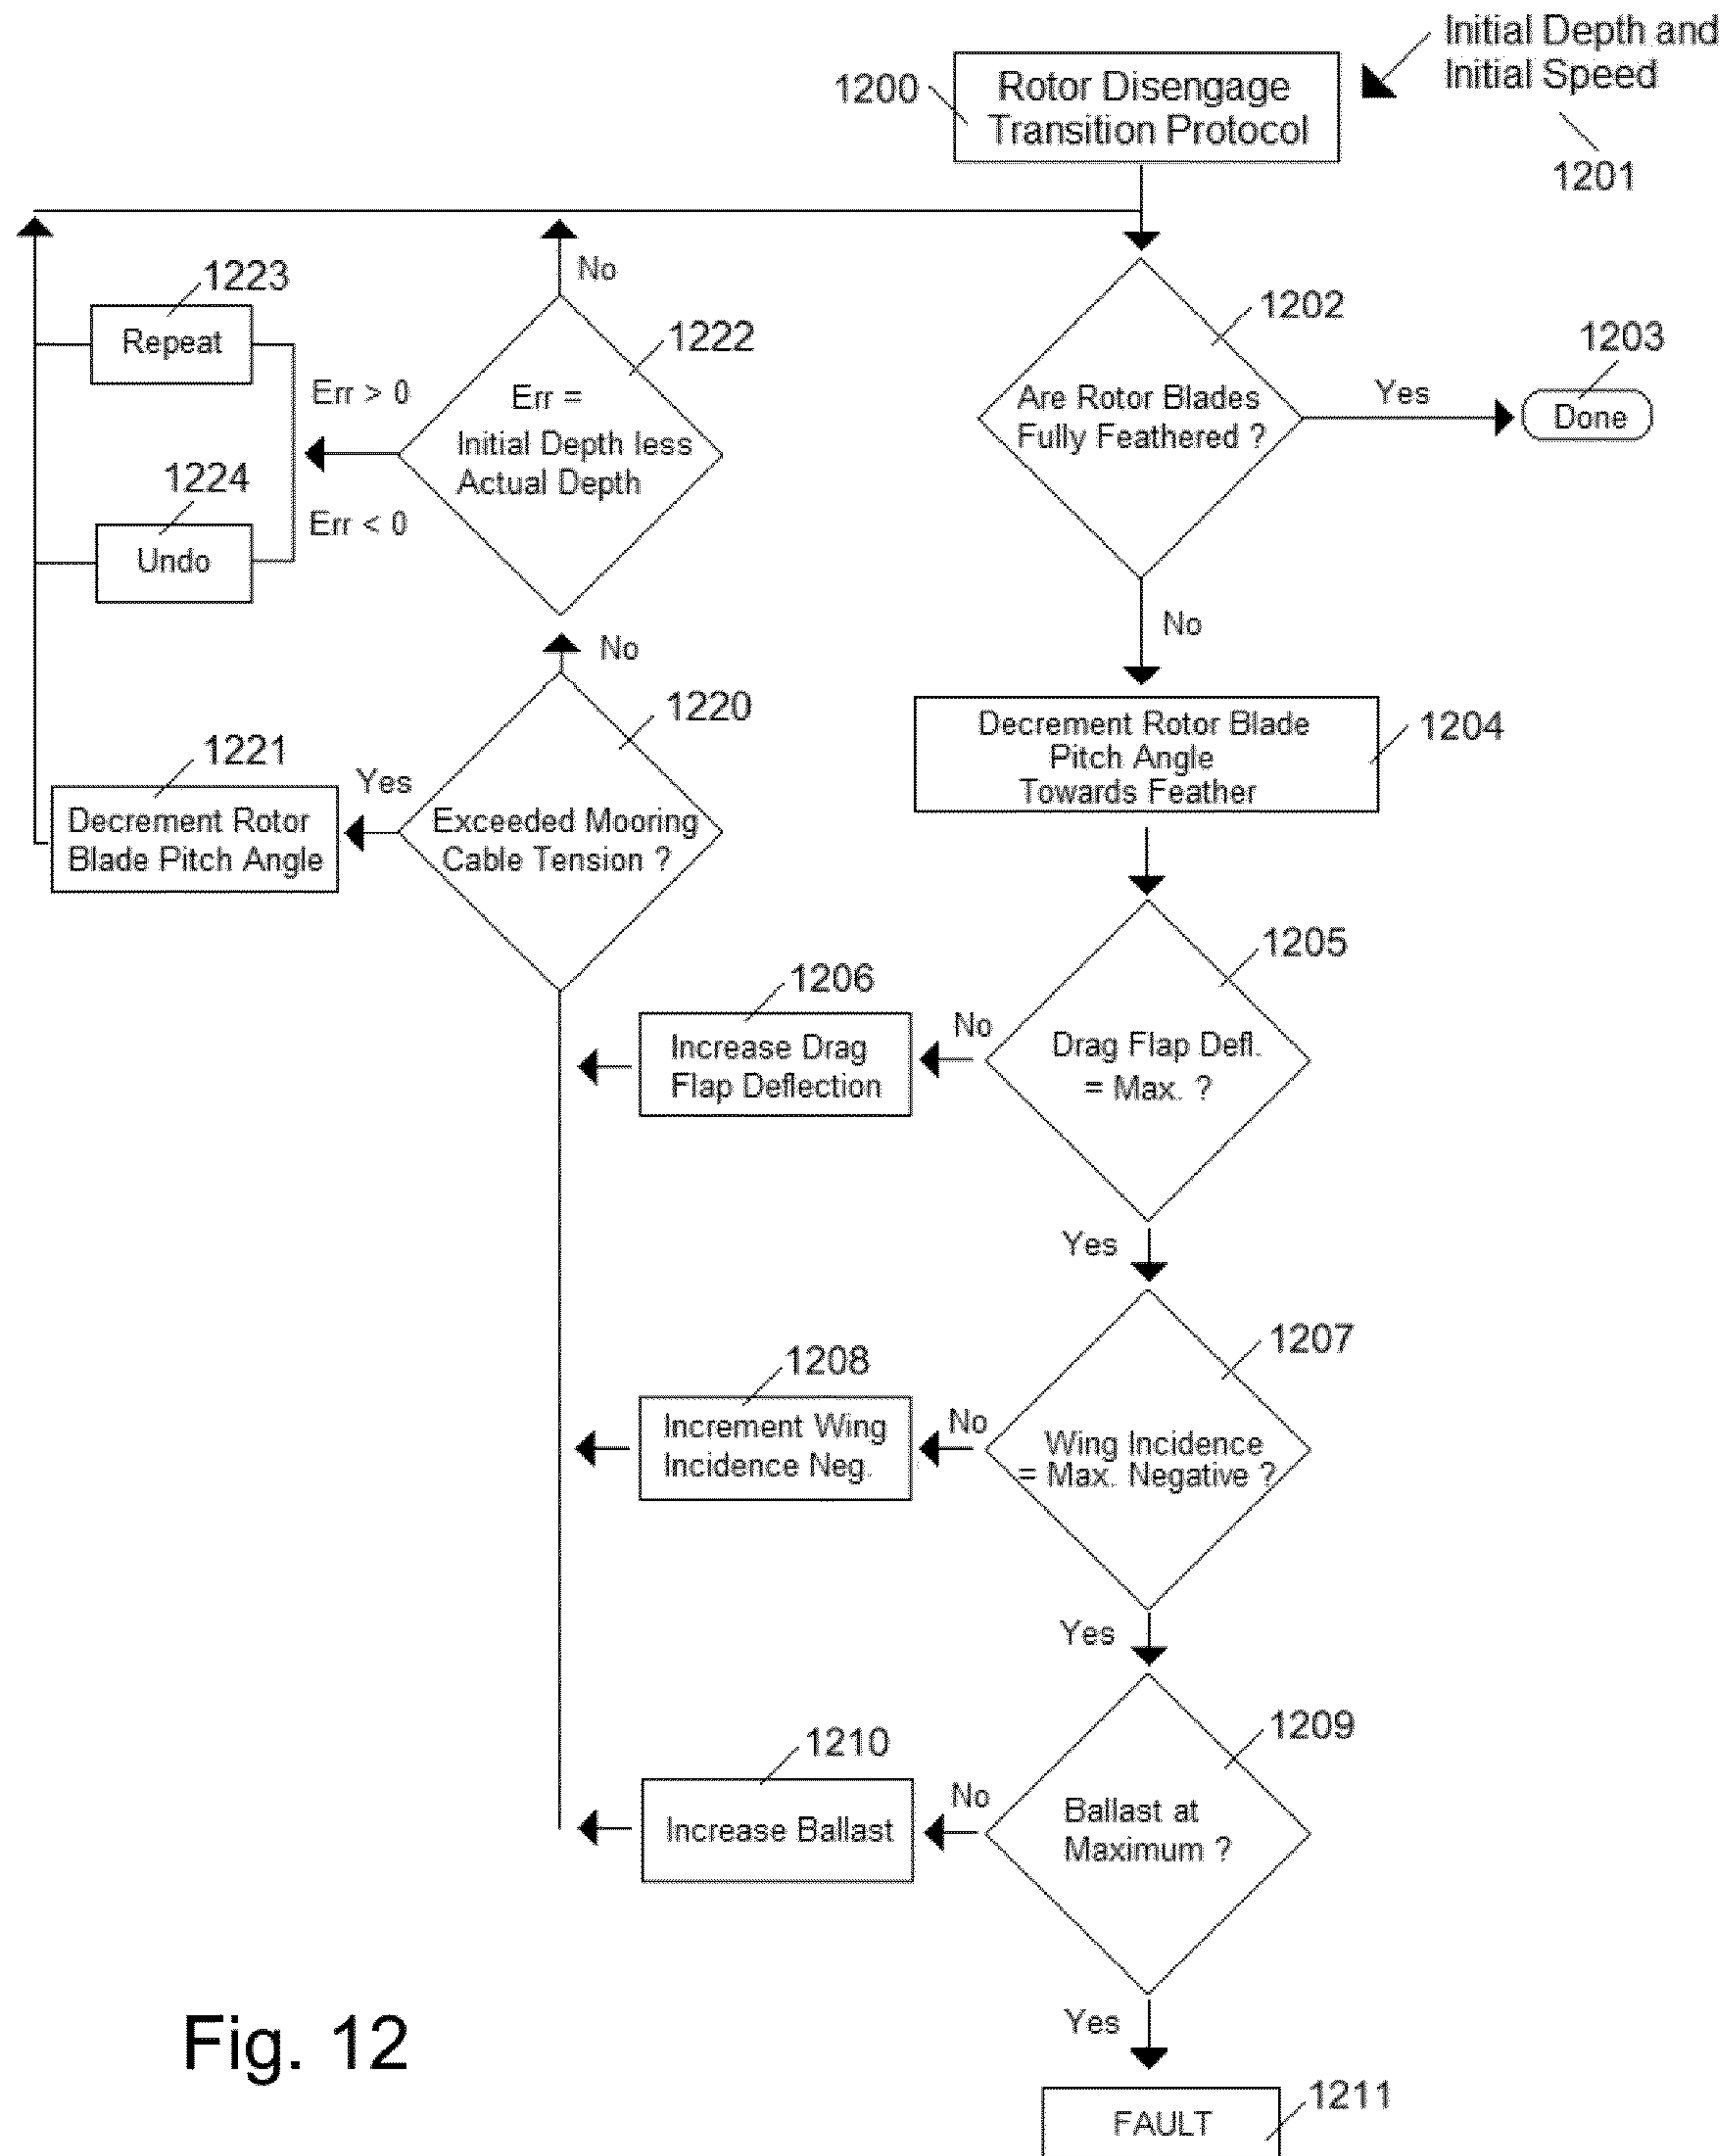 Initial Depth and
Initial Speed
1201
1200
Rotor Disengage
Transition Protocol
1202
Are Rotor Blades
Fully Feathered ?
Yes
1203
Done
No
1204
Decrement Rotor Blade
Pitch Angle
Towards Feather
1205
Drag Flap Defl.
= Max. ?
No
1206
Increase Drag
Flap Deflection
Yes
1207
Wing Incidence
= Max. Negative ?
No
1208
Increment Wing
Incidence Neg.
Yes
1209
Ballast at
Maximum ?
No
1210
Increase Ballast
Yes
1211
FAULT
1220
Exceeded Mooring
Cable Tension ?
Yes
1221
Decrement Rotor
Blade Pitch Angle
No
1222
Err =
Initial Depth less
Actual Depth
No
Err > 0
1223
Repeat
Err < 0
1224
Undo
Fig. 12